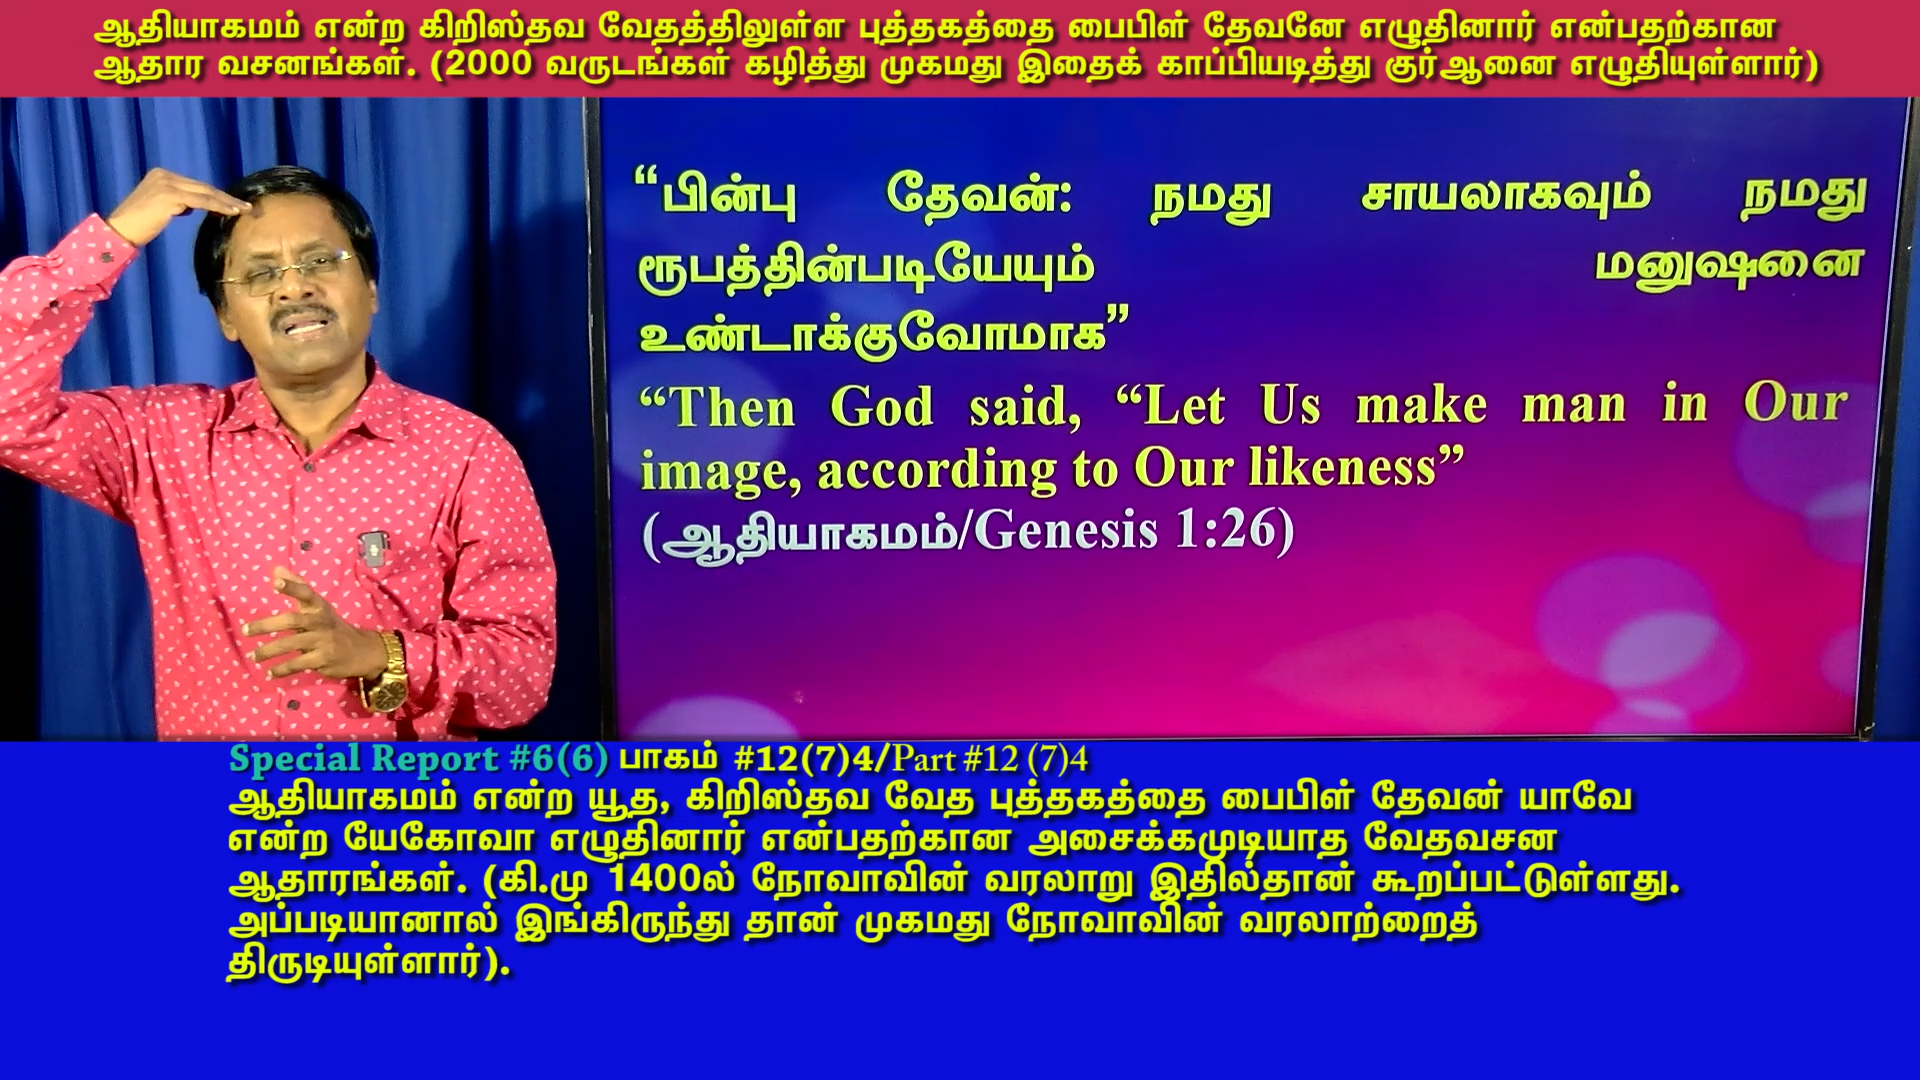 ஆதியாகமம் என்ற கிறிஸ்தவ வேதத்திலுள்ள புத்தகத்தை பைபிள் தேவனே எழுதினார் என்பதற்கான
ஆதார வசனங்கள். (2000 வருடங்கள் கழித்து முகமது இதைக் காப்பியடித்து குர்ஆனை எழுதியுள்ளார்)
“பின்பு தேவன்: நமது சாயலாகவும் நமது
ரூபத்தின்படியேயும் மனுஷனை
உண்டாக்குவோமாக”
“Then God said, “Let Us make man in Our
image, according to Our likeness”
(ஆதியாகமம்/Genesis 1:26)
Special Report #6(6) பாகம் #12(7)4/Part #12 (7)4
ஆதியாகமம் என்ற யூத, கிறிஸ்தவ வேத புத்தகத்தை பைபிள் தேவன் யாவே
என்ற யேகோவா எழுதினார் என்பதற்கான அசைக்கமுடியாத வேதவசன
ஆதாரங்கள். (கி.மு 1400ல் நோவாவின் வரலாறு இதில்தான் கூறப்பட்டுள்ளது.
அப்படியானால் இங்கிருந்து தான் முகமது நோவாவின் வரலாற்றைத்
திருடியுள்ளார்).